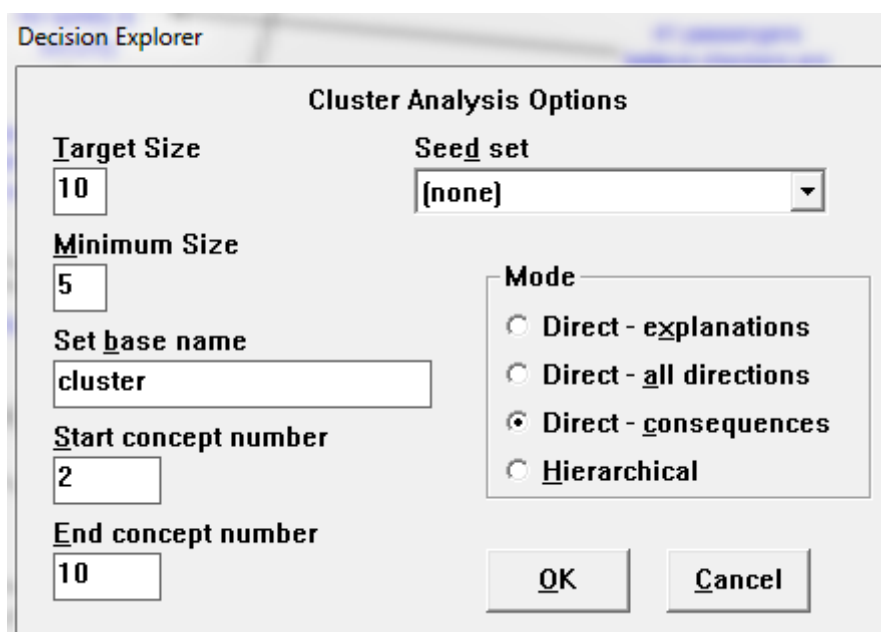 Decision Explorer
Cluster Analysis Options
Target Size
10
Seed set
(none)
Minimum Size
5
Set base name
cluster
Start concept number
2
End concept number
10
Mode
Direct - explanations
Direct - all directions
Direct - consequences
Hierarchical
OK
Cancel